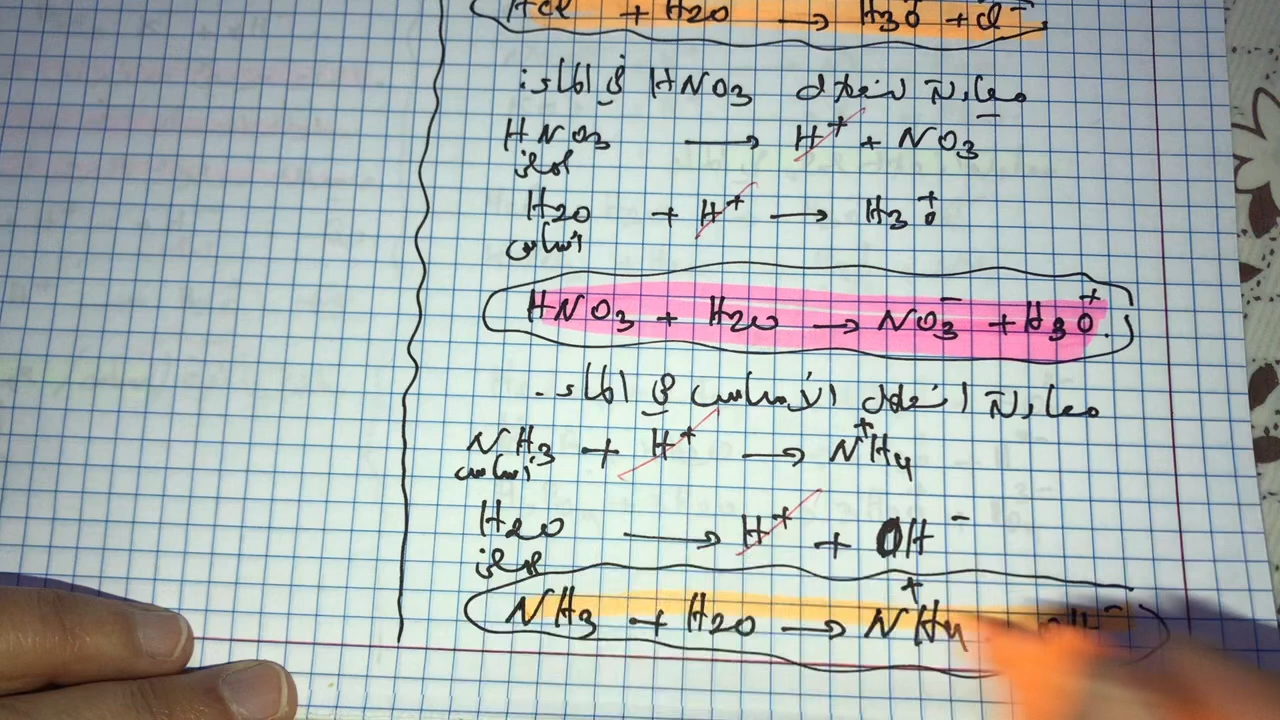 HCl + H2O → H3O⁺ + Cl⁻
معادلة تفاعل HNO3 في الماء:
HNO3 → H⁺ + NO3⁻
حمض
H2O + H⁺ → H3O⁺
أساس
HNO3 + H2O → NO3⁻ + H3O⁺.
معادلة انحلال الأساس في الماء.
NH3 + H⁺ → NH4⁺
أساس
H2O → H⁺ + OH⁻
حمض
NH3 + H2O → NH4⁺ OH⁻